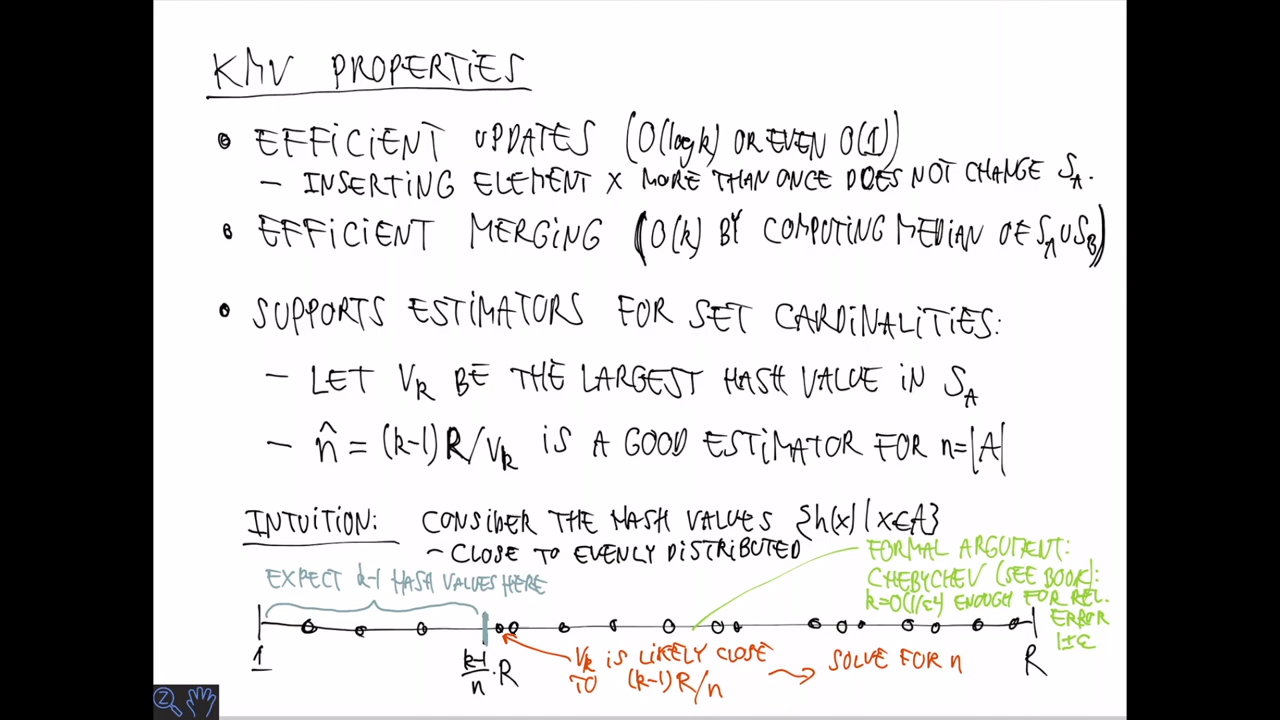 KMV PROPERTIES
• EFFICIENT UPDATES (O(log k) OR EVEN O(1))
– INSERTING ELEMENT X MORE THAN ONCE DOES NOT CHANGE S_A.
• EFFICIENT MERGING (O(k) BY COMPUTING MEDIAN OF S_A ∪ S_B)
• SUPPORTS ESTIMATORS FOR SET CARDINALITIES:
– LET V_k BE THE LARGEST HASH VALUE IN S_A
– n̂ = (k-1)R/V_k IS A GOOD ESTIMATOR FOR n=|A|
INTUITION: CONSIDER THE HASH VALUES {h(x) | x∈A}
– CLOSE TO EVENLY DISTRIBUTED
FORMAL ARGUMENT:
CHEBYCHEV (SEE BOOK):
ENOUGH FOR REL.
ERROR
1±ε
EXPECT k-1 HASH VALUES HERE
1
k-1/n · R
V_k IS LIKELY CLOSE
TO (k-1)R/n
SOLVE FOR n
R
Z